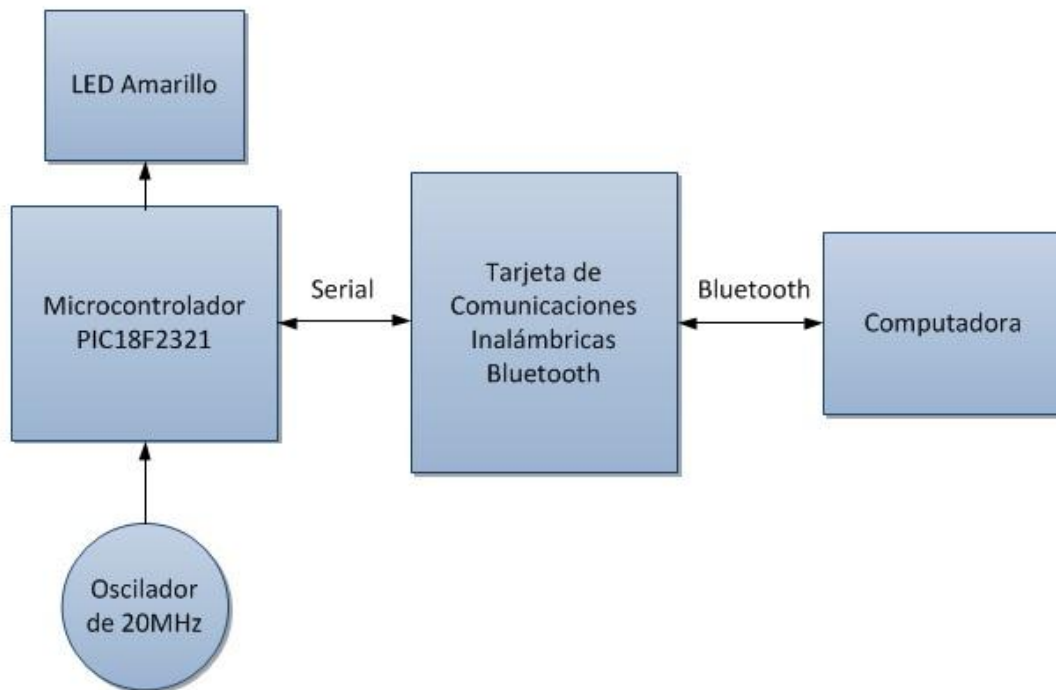 LED Amarillo
Microcontrolador
PIC18F2321
Serial
Tarjeta de
Comunicaciones
Inalámbricas
Bluetooth
Bluetooth
Computadora
Oscilador
de 20MHz